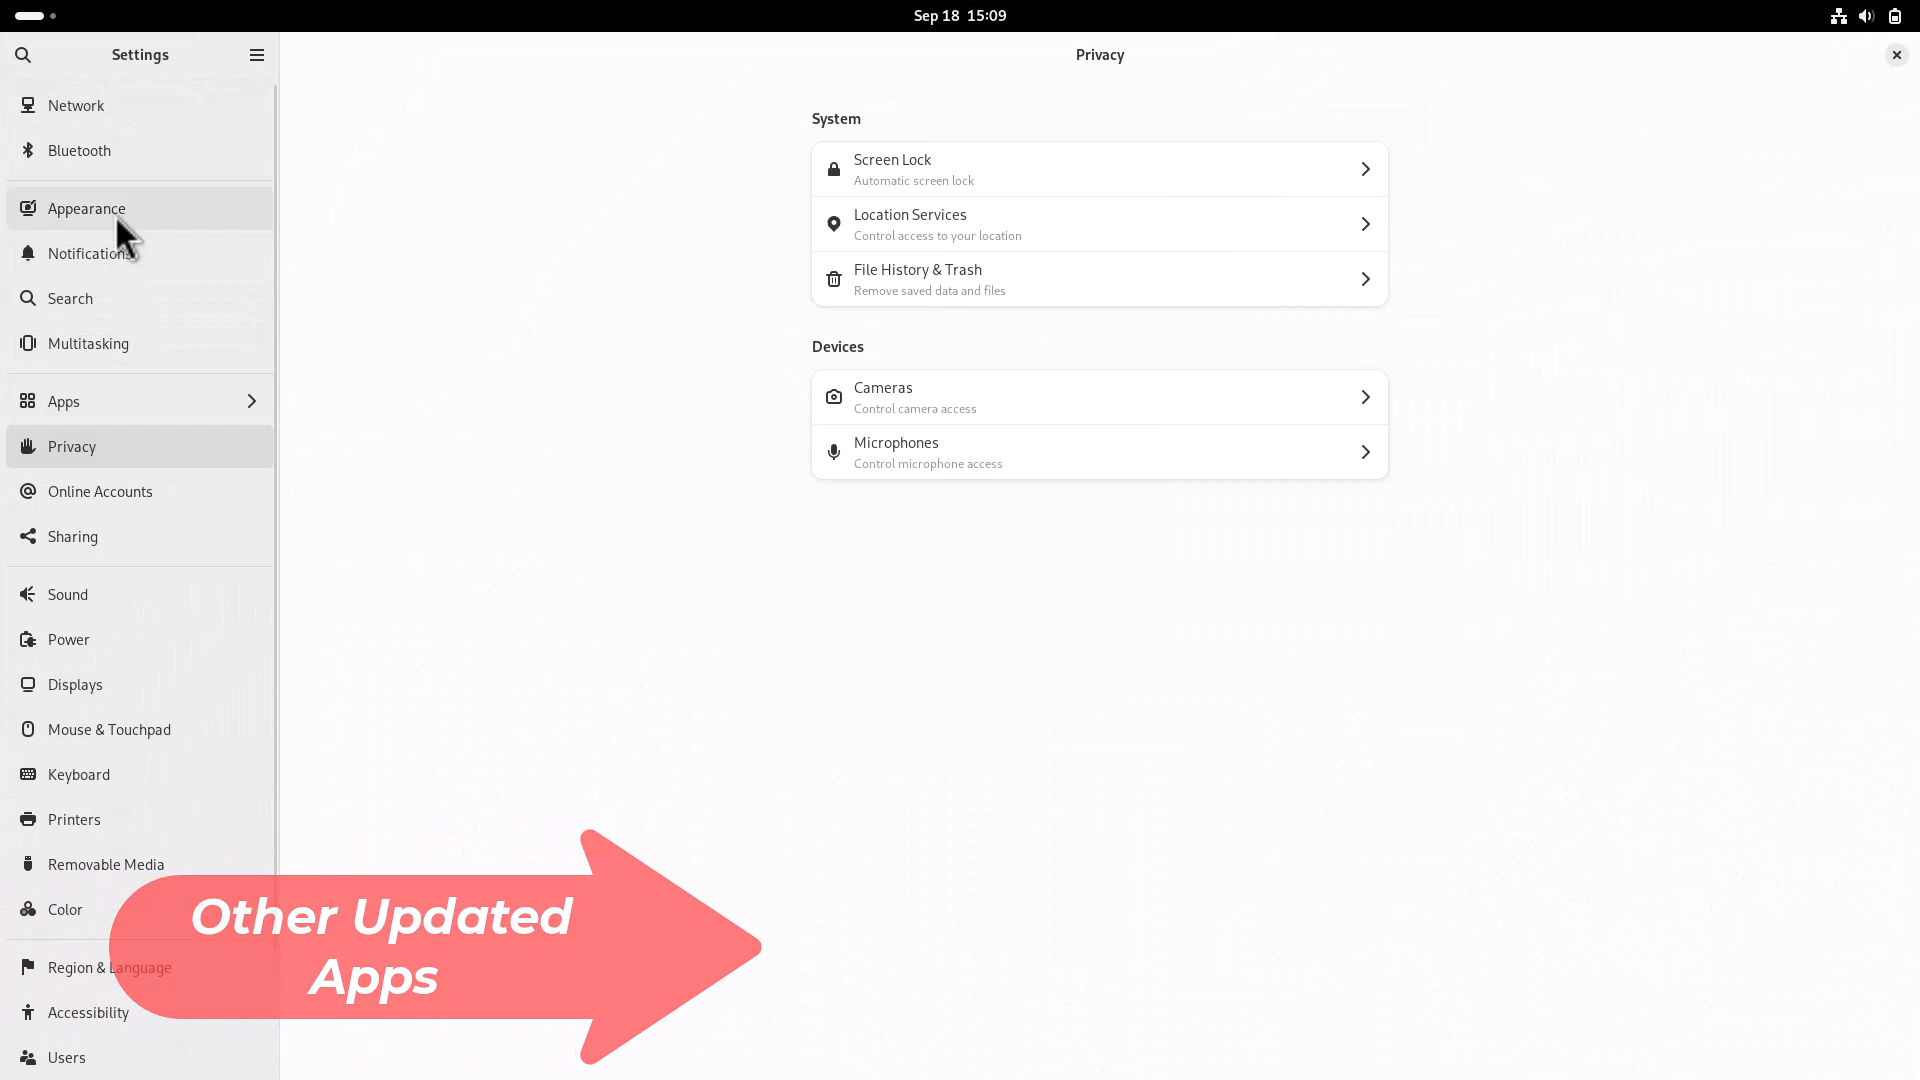 Sep 18 15:09
Settings
Privacy
Network
Bluetooth
Appearance
Notifications
Search
Multitasking
Apps
Privacy
Online Accounts
Sharing
Sound
Power
Displays
Mouse & Touchpad
Keyboard
Printers
Removable Media
Color
Region & Language
Accessibility
Users
System
Screen Lock
Automatic screen lock
Location Services
Control access to your location
File History & Trash
Remove saved data and files
Devices
Cameras
Control camera access
Microphones
Control microphone access
Other Updated
Apps